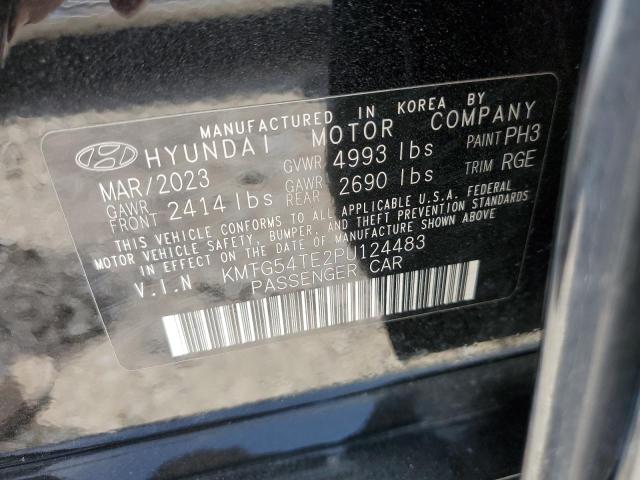 MANUFACTURED IN KOREA BY
HYUNDAI MOTOR COMPANY
MAR/2023 GVWR 4993 lbs PAINT PH3
GAWR FRONT 2414 lbs GAWR REAR 2690 lbs TRIM RGE
THIS VEHICLE CONFORMS TO ALL APPLICABLE U.S.A. FEDERAL
MOTOR VEHICLE SAFETY, BUMPER, AND THEFT PREVENTION STANDARDS
IN EFFECT ON THE DATE OF MANUFACTURE SHOWN ABOVE
V.I.N KMTG54TE2PU124483
PASSENGER CAR